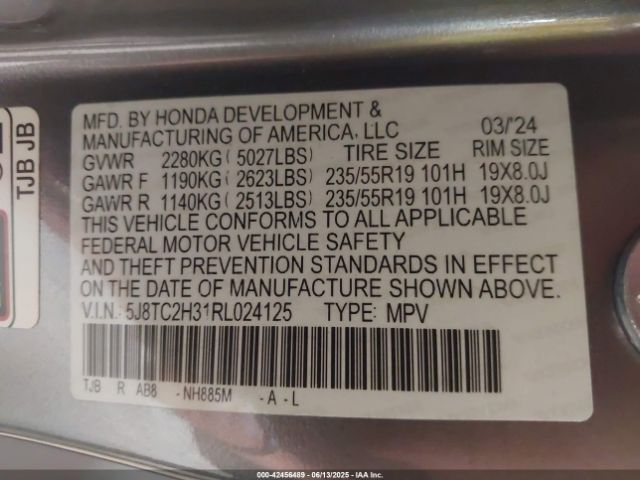 TJB JB
MFD. BY HONDA DEVELOPMENT &
MANUFACTURING OF AMERICA, LLC 03/'24
GVWR 2280KG ( 5027LBS) TIRE SIZE RIM SIZE
GAWR F 1190KG ( 2623LBS) 235/55R19 101H 19X8.0J
GAWR R 1140KG ( 2513LBS) 235/55R19 101H 19X8.0J
THIS VEHICLE CONFORMS TO ALL APPLICABLE
FEDERAL MOTOR VEHICLE SAFETY
AND THEFT PREVENTION STANDARDS IN EFFECT
ON THE DATE OF MANUFACTURE SHOWN ABOVE.
V.I.N.: 5J8TC2H31RL024125 TYPE: MPV
TJB R AB8 - NH885M - A - L
000-42456489 - 06/13/2025 - IAA Inc.